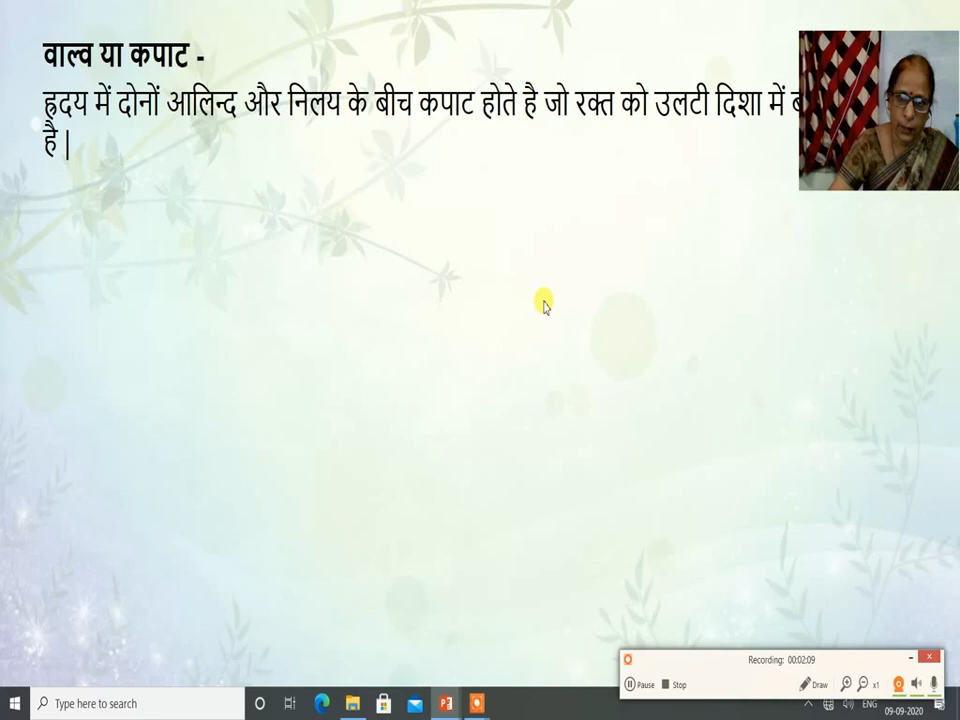 वाल्व या कपाट -
ह्रदय में दोनों आलिन्द और निलय के बीच कपाट होते है जो रक्त को उलटी दिशा में
है |
Recording: 00:02:09
Pause Stop Draw x1
Type here to search
ENG
09-09-2020